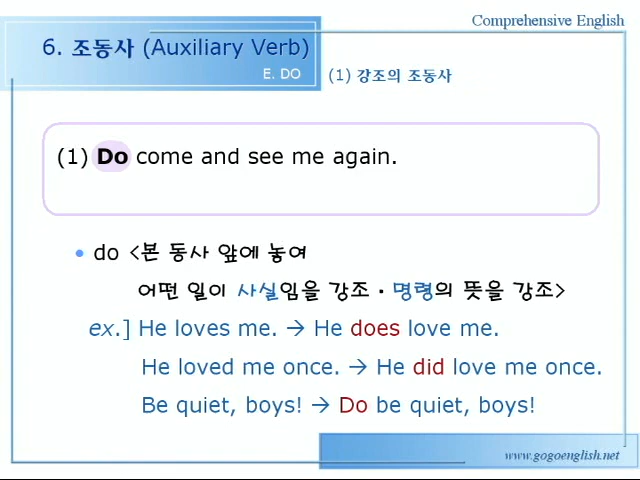 Comprehensive English
6. 조동사 (Auxiliary Verb)
E. DO
(1) 강조의 조동사
(1) Do come and see me again.
• do <본 동사 앞에 놓여
어떤 일이 사실임을 강조·명령의 뜻을 강조>
ex.] He loves me. → He does love me.
He loved me once. → He did love me once.
Be quiet, boys! → Do be quiet, boys!
www.gogoenglish.net